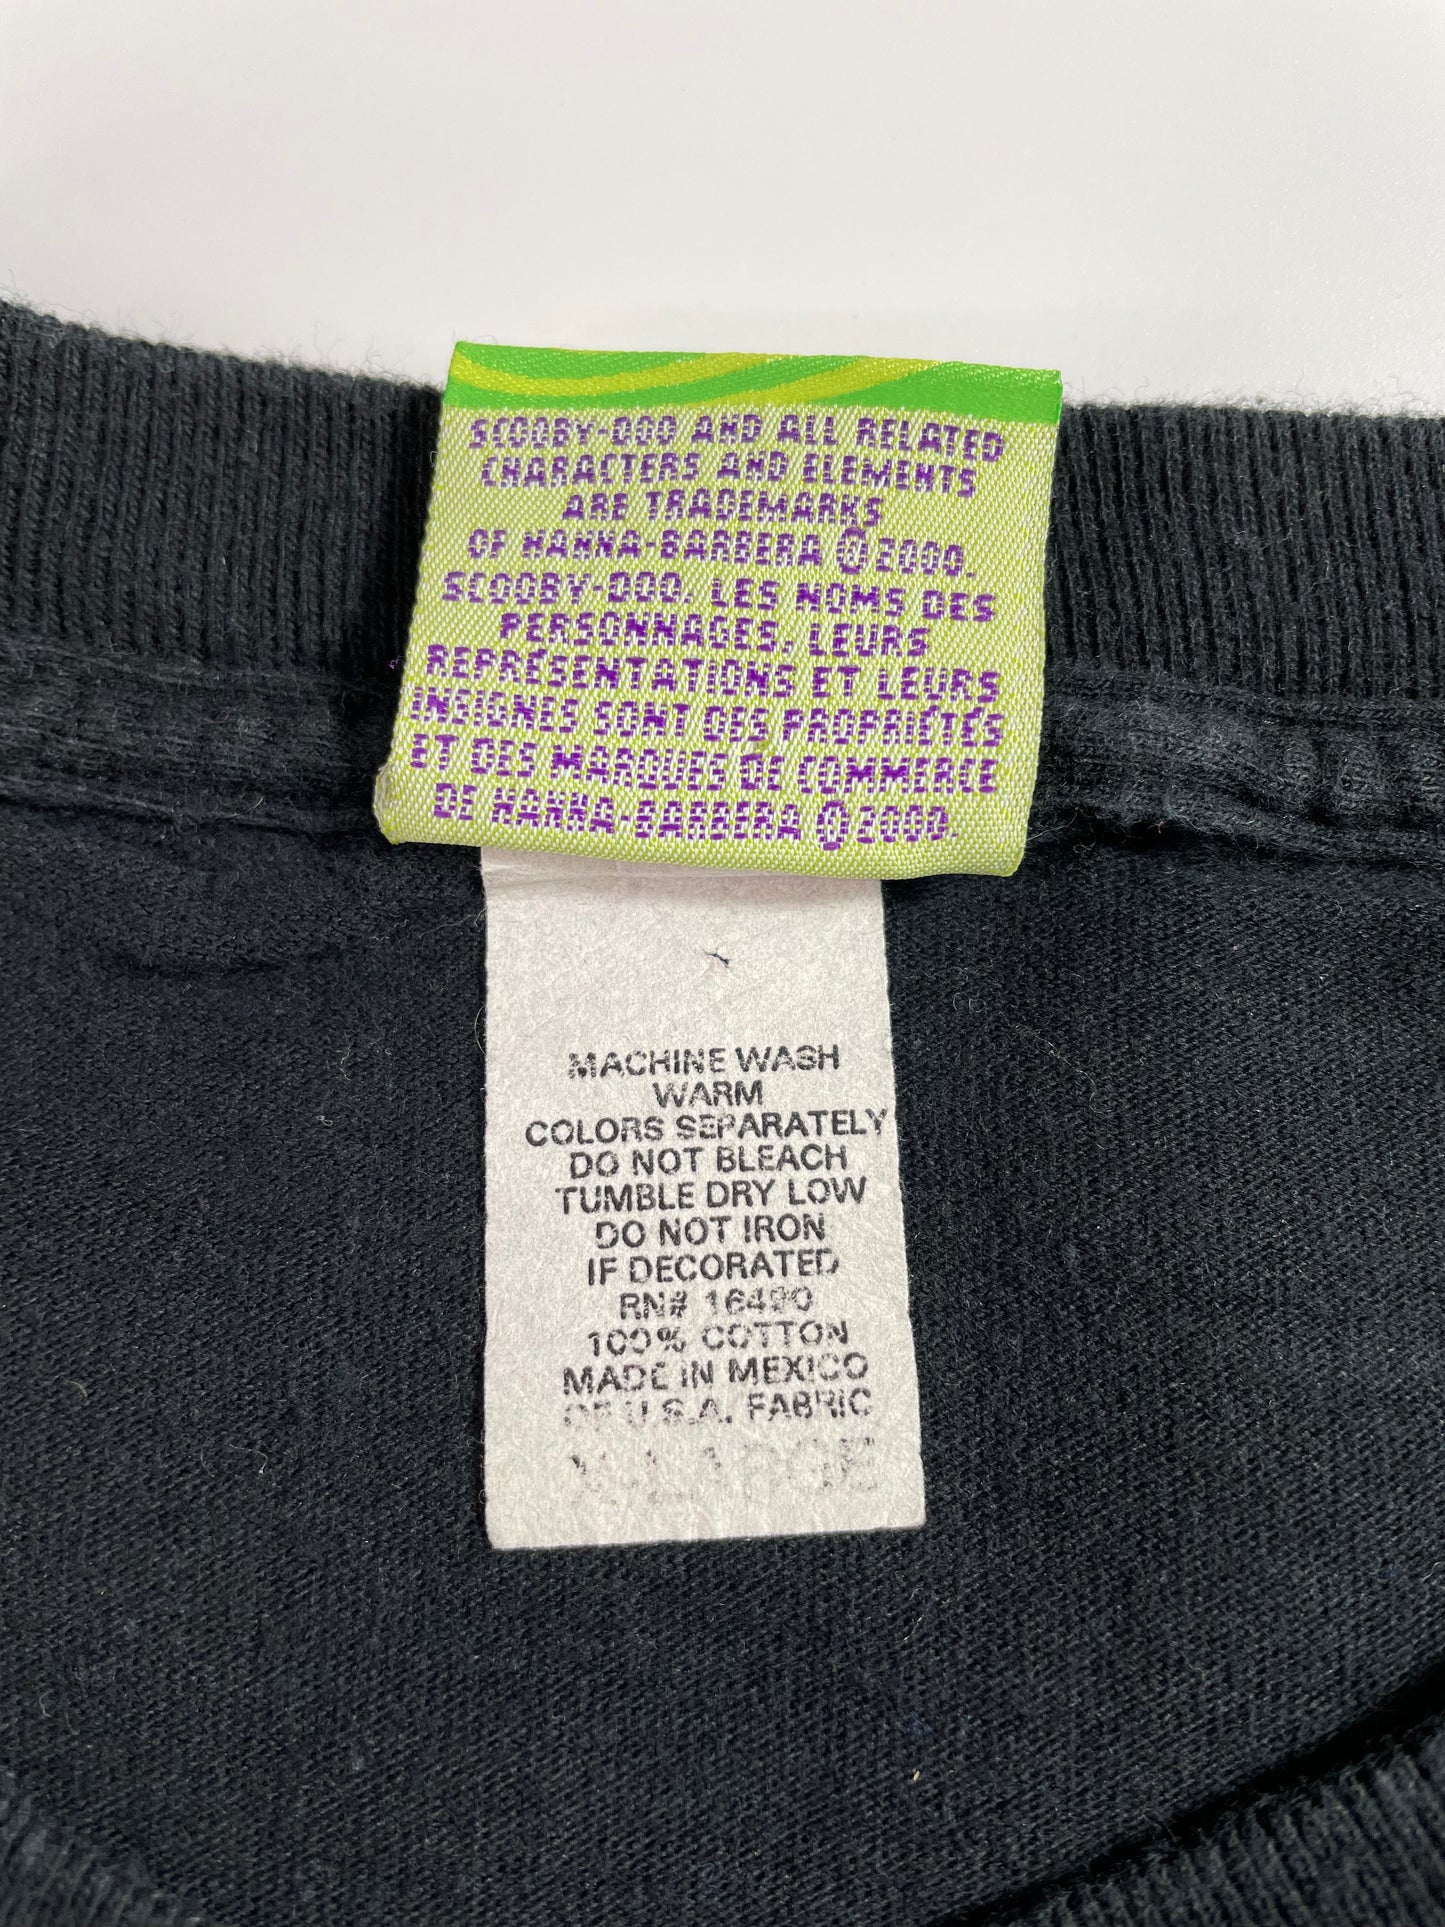 SCOOBY-DOO AND ALL RELATED
CHARACTERS AND ELEMENTS
ARE TRADEMARKS
OF HANNA-BARBERA ©2000.
SCOOBY-DOO, LES NOMS DES
PERSONNAGES, LEURS
REPRÉSENTATIONS ET LEURS
INSIGNES SONT DES PROPRIÉTÉS
ET DES MARQUES DE COMMERCE
DE HANNA-BARBERA ©2000.
MACHINE WASH
WARM
COLORS SEPARATELY
DO NOT BLEACH
TUMBLE DRY LOW
DO NOT IRON
IF DECORATED
RN# 16490
100% COTTON
MADE IN MEXICO
OF U.S.A. FABRIC
X-LARGE